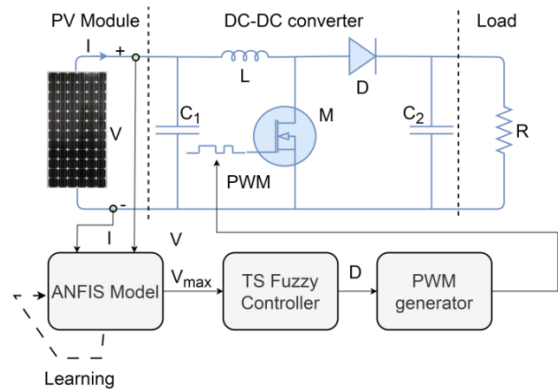 PV Module
DC-DC converter
Load
I
+
L
D
C1
M
C2
R
V
PWM
-
I
V
ANFIS Model
Vmax
TS Fuzzy
Controller
D
PWM
generator
Learning